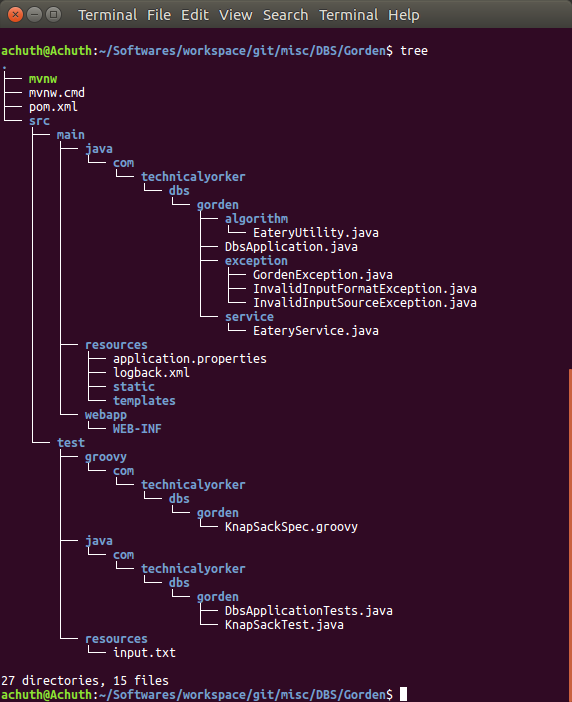 Terminal File Edit View Search Terminal Help
achuth@Achuth:~/Softwares/workspace/git/misc/DBS/Gorden$ tree
.
├── mvnw
├── mvnw.cmd
├── pom.xml
└── src
    ├── main
    │   ├── java
    │   │   └── com
    │   │       └── technicalyorker
    │   │           └── dbs
    │   │               └── gorden
    │   │                   ├── algorithm
    │   │                   │   └── EateryUtility.java
    │   │                   ├── DbsApplication.java
    │   │                   ├── exception
    │   │                   │   ├── GordenException.java
    │   │                   │   ├── InvalidInputFormatException.java
    │   │                   │   └── InvalidInputSourceException.java
    │   │                   └── service
    │   │                       └── EateryService.java
    │   ├── resources
    │   │   ├── application.properties
    │   │   ├── logback.xml
    │   │   ├── static
    │   │   └── templates
    │   └── webapp
    │       └── WEB-INF
    └── test
        ├── groovy
        │   └── com
        │       └── technicalyorker
        │           └── dbs
        │               └── gorden
        │                   └── KnapSackSpec.groovy
        ├── java
        │   └── com
        │       └── technicalyorker
        │           └── dbs
        │               └── gorden
        │                   ├── DbsApplicationTests.java
        │                   └── KnapSackTest.java
        └── resources
            └── input.txt
27 directories, 15 files
achuth@Achuth:~/Softwares/workspace/git/misc/DBS/Gorden$